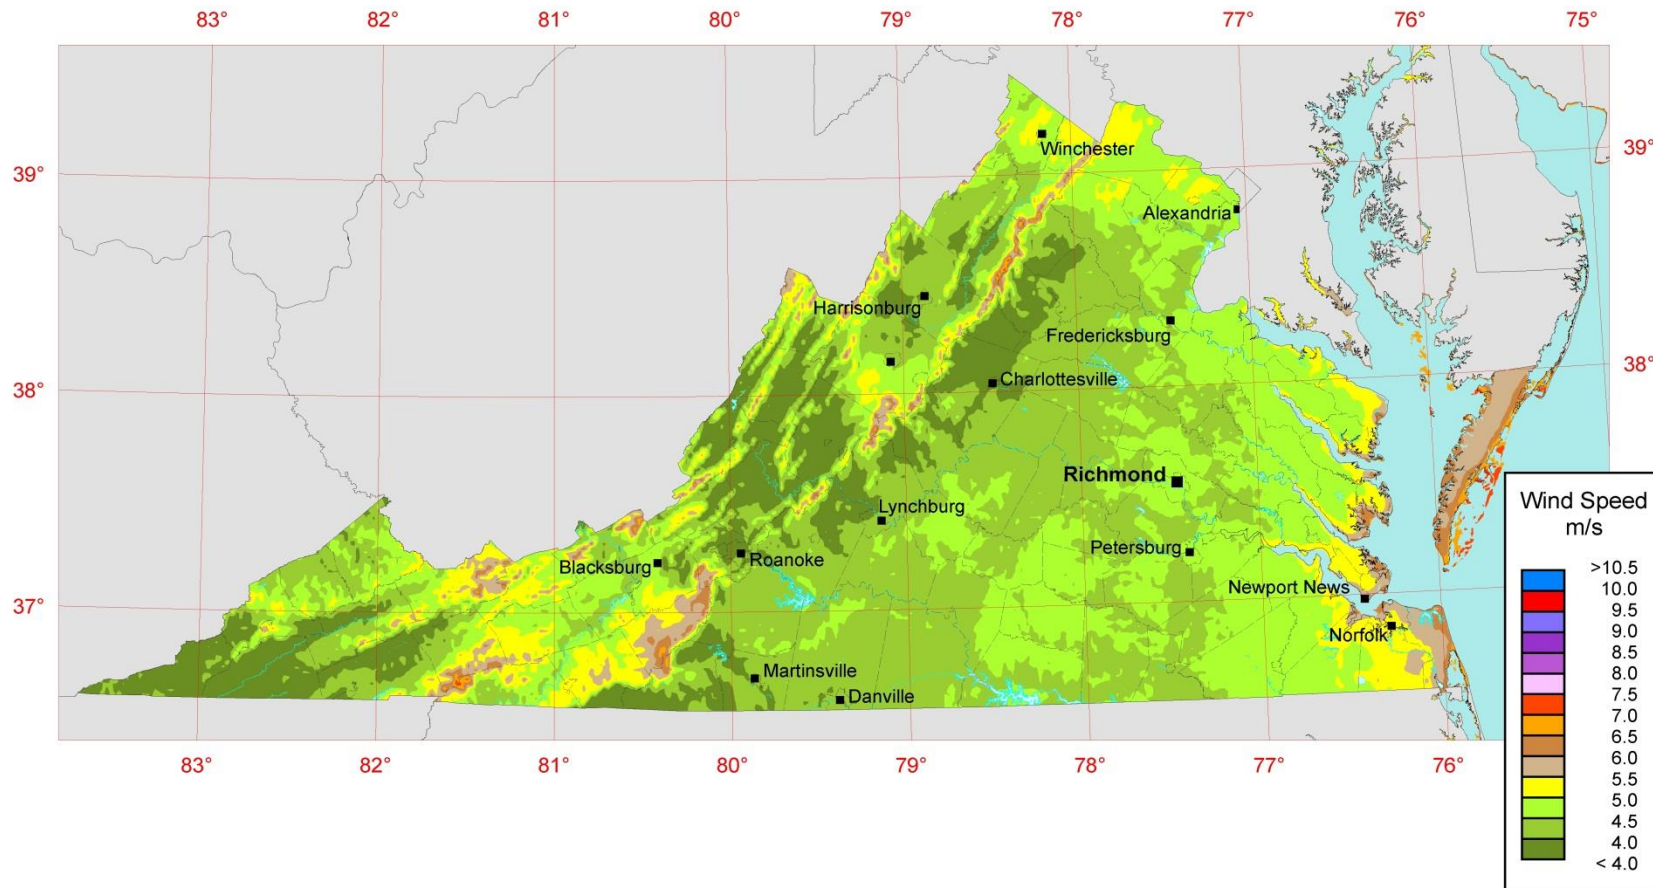 83° 82° 81° 80° 79° 78° 77° 76° 75°
39° 39°
38° 38°
37° 37°
Winchester
Alexandria
Harrisonburg
Fredericksburg
Charlottesville
Richmond
Lynchburg
Petersburg
Roanoke
Blacksburg
Newport News
Norfolk
Martinsville
Danville
83° 82° 81° 80° 79° 78° 77° 76°
Wind Speed
m/s
>10.5
10.0
9.5
9.0
8.5
8.0
7.5
7.0
6.5
6.0
5.5
5.0
4.5
4.0
< 4.0